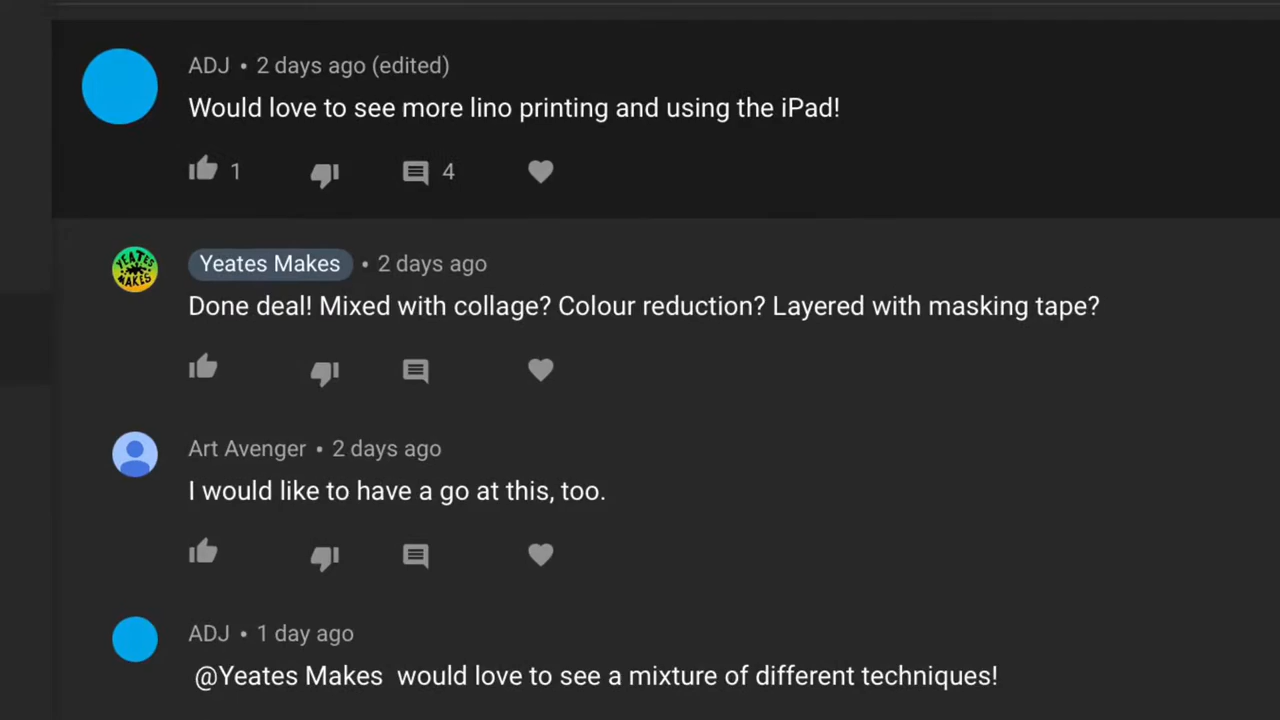 ADJ • 2 days ago (edited)
Would love to see more lino printing and using the iPad!
1 4
YEATES MAKES
Yeates Makes • 2 days ago
Done deal! Mixed with collage? Colour reduction? Layered with masking tape?
Art Avenger • 2 days ago
I would like to have a go at this, too.
ADJ • 1 day ago
@Yeates Makes would love to see a mixture of different techniques!